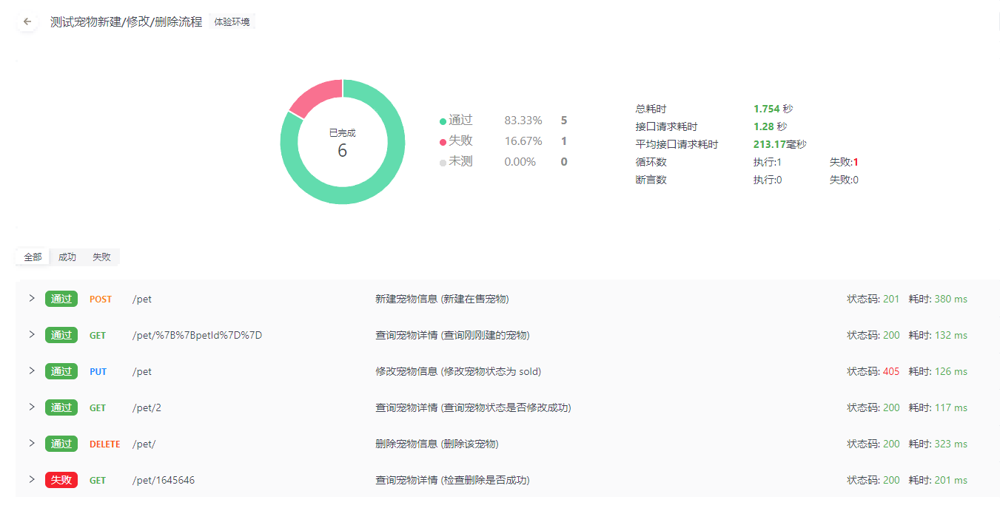 测试宠物新建/修改/删除流程 体验环境
已完成
6
通过 83.33% 5
失败 16.67% 1
未测 0.00% 0
总耗时 1.754 秒
接口请求耗时 1.28 秒
平均接口请求耗时 213.17毫秒
循环数 执行:1 失败:1
断言数 执行:0 失败:0
全部 成功 失败
通过 POST /pet 新建宠物信息 (新建在售宠物) 状态码: 201 耗时: 380 ms
通过 GET /pet/%7B%7BpetId%7D%7D 查询宠物详情 (查询刚刚建的宠物) 状态码: 200 耗时: 132 ms
通过 PUT /pet 修改宠物信息 (修改宠物状态为 sold) 状态码: 405 耗时: 126 ms
通过 GET /pet/2 查询宠物详情 (查询宠物状态是否修改成功) 状态码: 200 耗时: 117 ms
通过 DELETE /pet/ 删除宠物信息 (删除该宠物) 状态码: 200 耗时: 323 ms
失败 GET /pet/1645646 查询宠物详情 (检查删除是否成功) 状态码: 200 耗时: 201 ms